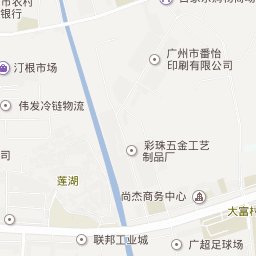 市农村
银行
广州市番怡
印刷有限公司
汀根市场
伟发冷链物流
彩珠五金工艺
制品厂
司
莲湖
尚杰商务中心
大富村
联邦工业城
广超足球场